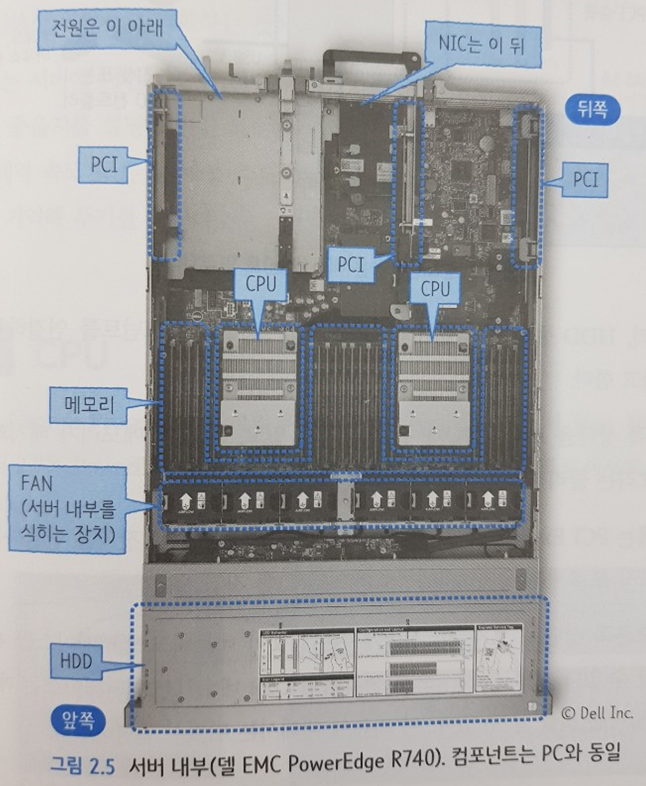 전원은 이 아래
NIC는 이 뒤
뒤쪽
PCI
PCI
PCI
CPU
CPU
메모리
FAN
(서버 내부를
식히는 장치)
HDD
앞쪽
© Dell Inc.
그림 2.5 서버 내부(델 EMC PowerEdge R740). 컴포넌트는 PC와 동일